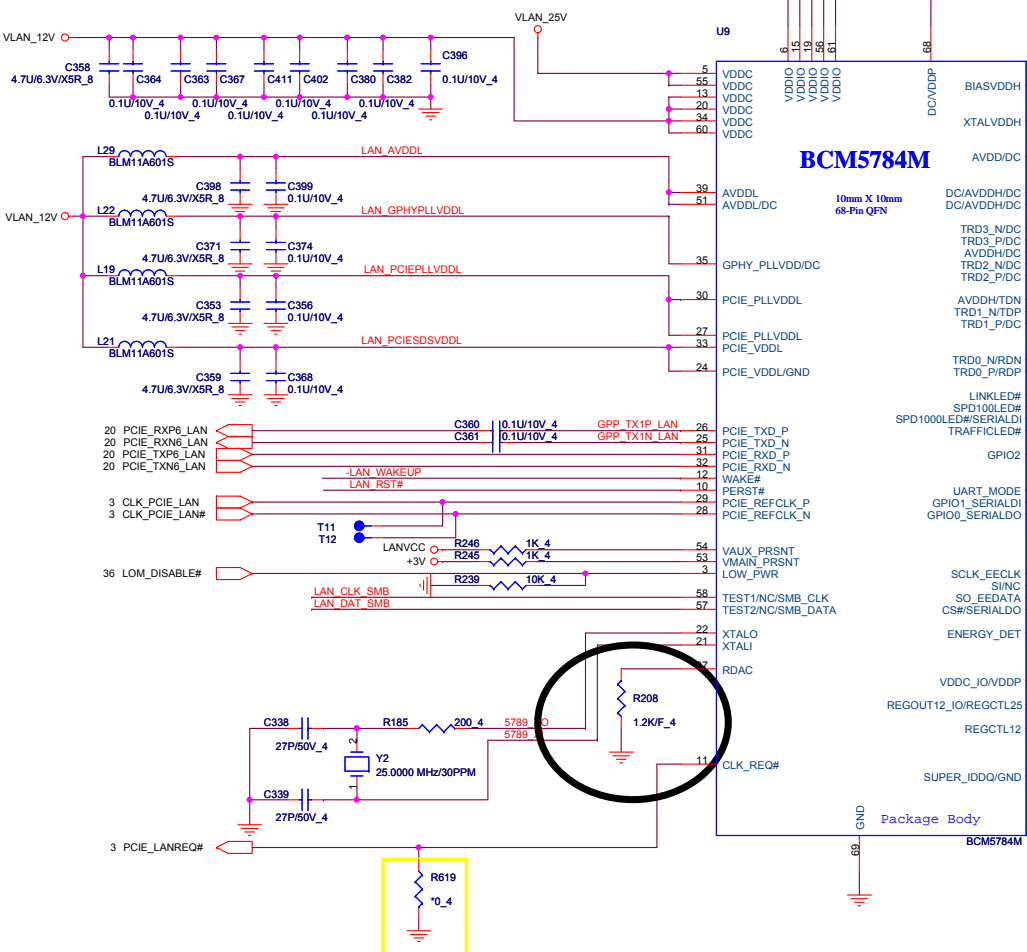 VLAN_12V
C358
4.7U/6.3V/X5R_8
C364
0.1U/10V_4
C363
0.1U/10V_4
C367
0.1U/10V_4
C411
0.1U/10V_4
C402
0.1U/10V_4
C380
C382
C396
0.1U/10V_4
VLAN_25V
U9
6
15
19
56
61
68
VDDIO
VDDIO
VDDIO
VDDIO
VDDIO
DC/VDDP
5 VDDC
55 VDDC
13 VDDC
20 VDDC
34 VDDC
60 VDDC
BIASVDDH
XTALVDDH
BCM5784M
10mm X 10mm
68-Pin QFN
AVDD/DC
VLAN_12V
L29
BLM11A601S
LAN_AVDDL
C398
4.7U/6.3V/X5R_8
C399
0.1U/10V_4
39 AVDDL
51 AVDDL/DC
DC/AVDDH/DC
DC/AVDDH/DC
L22
BLM11A601S
LAN_GPHYPLLVDDL
C371
4.7U/6.3V/X5R_8
C374
0.1U/10V_4
35 GPHY_PLLVDD/DC
TRD3_N/DC
TRD3_P/DC
AVDDH/DC
TRD2_N/DC
TRD2_P/DC
L19
BLM11A601S
LAN_PCIEPLLVDDL
C353
4.7U/6.3V/X5R_8
C356
0.1U/10V_4
30 PCIE_PLLVDDL
27 PCIE_PLLVDDL
AVDDH/TDN
TRD1_N/TDP
TRD1_P/DC
L21
BLM11A601S
LAN_PCIESDSVDDL
C359
4.7U/6.3V/X5R_8
C368
0.1U/10V_4
33 PCIE_VDDL
24 PCIE_VDDL/GND
TRD0_N/RDN
TRD0_P/RDP
LINKLED#
SPD100LED#
SPD1000LED#/SERIALDI
TRAFFICLED#
GPIO2
20 PCIE_RXP6_LAN
C360 0.1U/10V_4 GPP_TX1P_LAN
26 PCIE_TXD_P
20 PCIE_RXN6_LAN
C361 0.1U/10V_4 GPP_TX1N_LAN
25 PCIE_TXD_N
20 PCIE_TXP6_LAN
31 PCIE_RXD_P
20 PCIE_TXN6_LAN
32 PCIE_RXD_N
-LAN_WAKEUP
12 WAKE#
LAN_RST#
10 PERST#
3 CLK_PCIE_LAN
29 PCIE_REFCLK_P
3 CLK_PCIE_LAN#
28 PCIE_REFCLK_N
UART_MODE
GPIO1_SERIALDI
GPIO0_SERIALDO
T11
T12
LANVCC R246 1K_4
54 VAUX_PRSNT
+3V R245 1K_4
53 VMAIN_PRSNT
36 LOM_DISABLE#
3 LOW_PWR
R239 10K_4
LAN_CLK_SMB
58 TEST1/NC/SMB_CLK
LAN_DAT_SMB
57 TEST2/NC/SMB_DATA
SCLK_EECLK
SI/NC
SO_EEDATA
CS#/SERIALDO
22 XTALO
21 XTALI
ENERGY_DET
RDAC
R208
1.2K/F_4
VDDC_IO/VDDP
REGOUT12_IO/REGCTL25
REGCTL12
C338
27P/50V_4
R185 200_4
2
Y2
25.0000 MHz/30PPM
1
C339
27P/50V_4
11 CLK_REQ#
SUPER_IDDQ/GND
GND
Package Body
69
BCM5784M
3 PCIE_LANREQ#
R619
*0_4